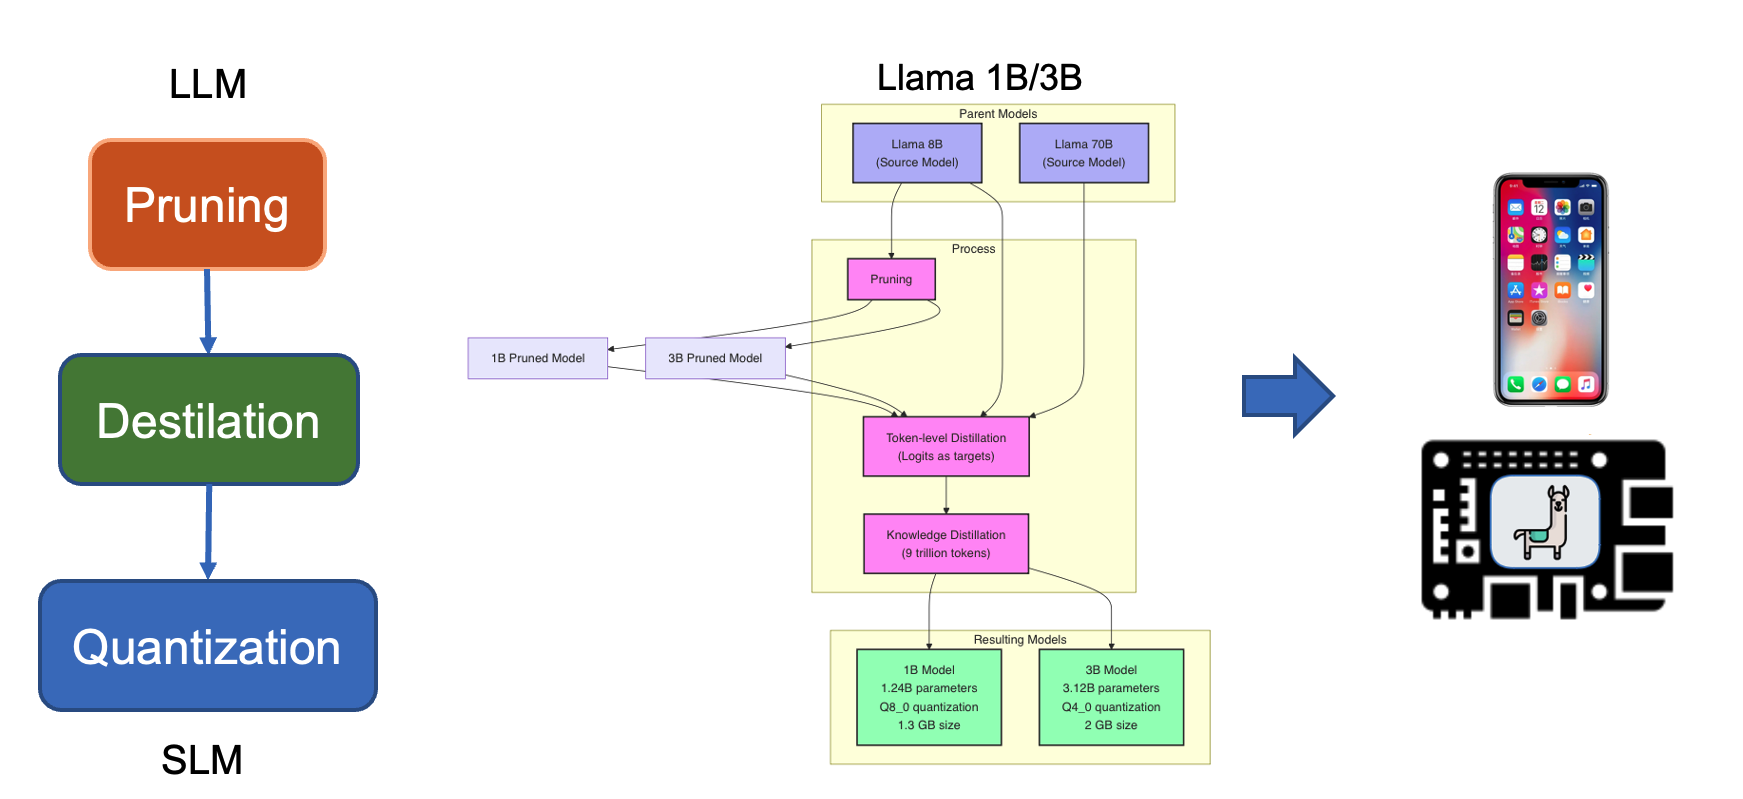 LLM
Pruning
Destilation
Quantization
SLM
Llama 1B/3B
Parent Models
Llama 8B
(Source Model)
Llama 70B
(Source Model)
Process
Pruning
1B Pruned Model
3B Pruned Model
Token-level Distillation
(Logits as targets)
Knowledge Distillation
(9 trillion tokens)
Resulting Models
1B Model
1.24B parameters
Q8_0 quantization
1.3 GB size
3B Model
3.12B parameters
Q4_0 quantization
2 GB size
12